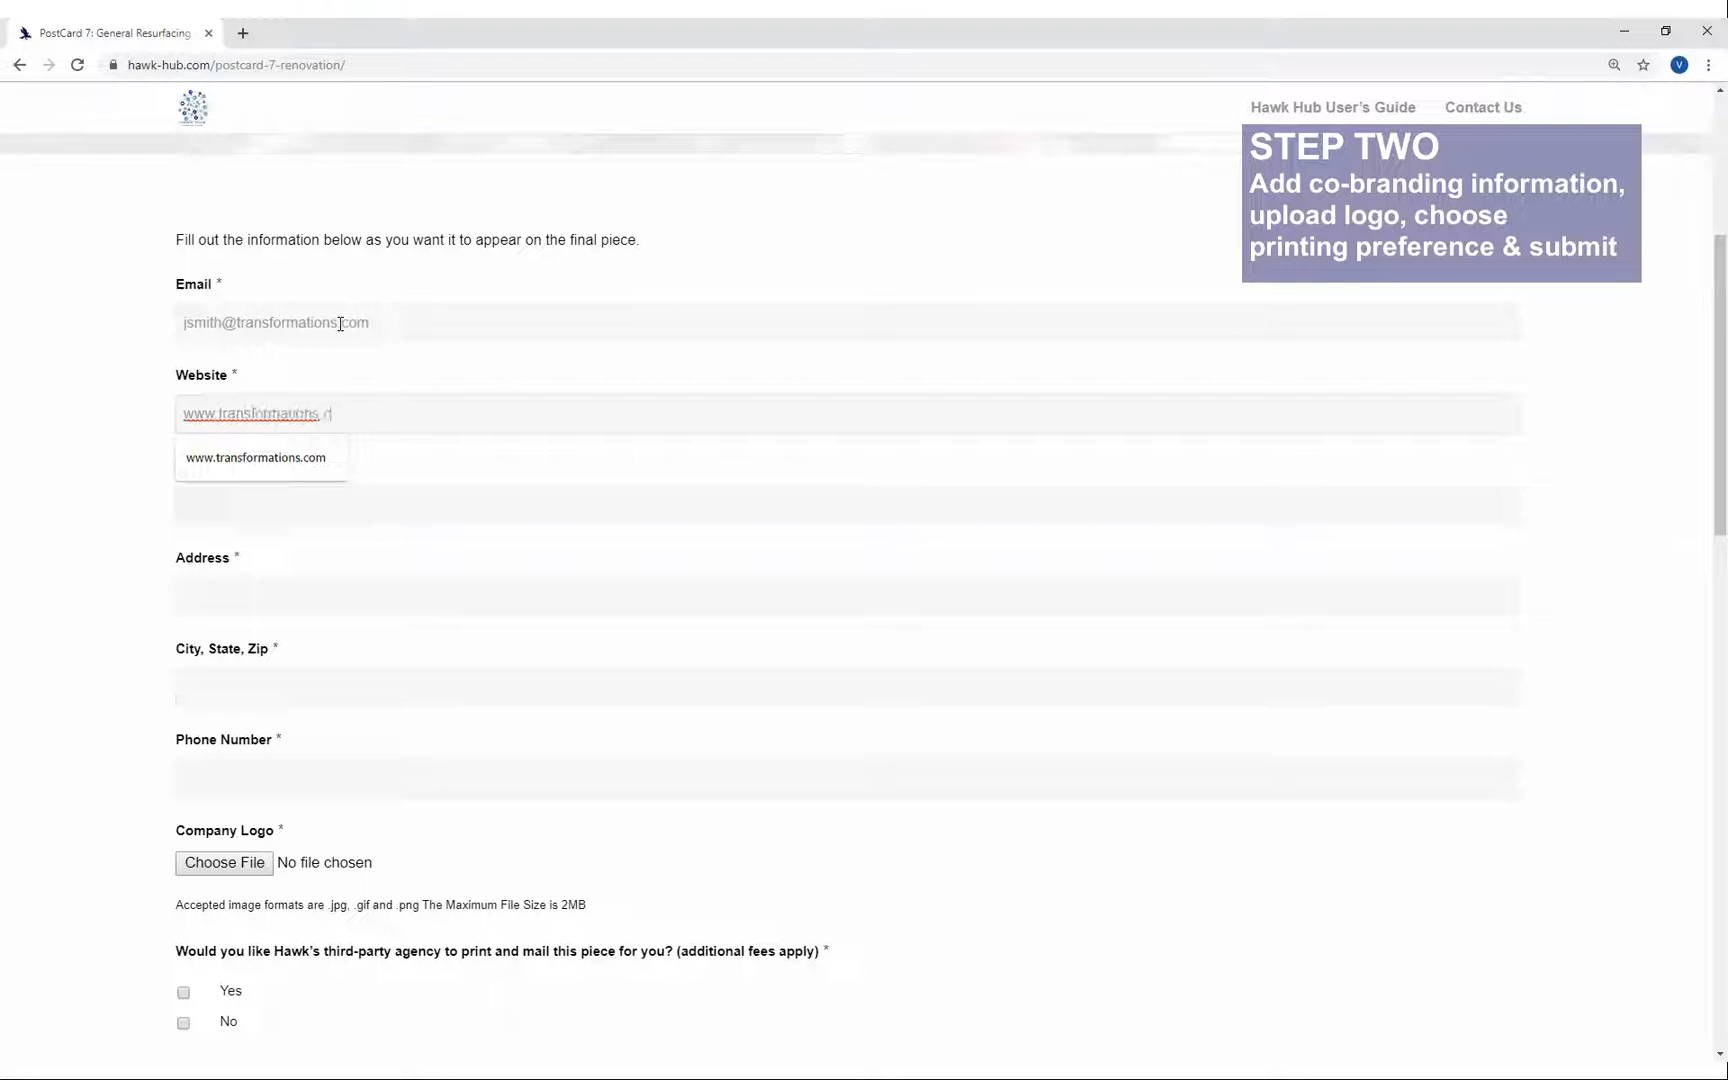 PostCard 7: General Resurfacing
hawk-hub.com/postcard-7-renovation/
V
Hawk Hub User's Guide
Contact Us
STEP TWO
Add co-branding information,
upload logo, choose
printing preference & submit
Fill out the information below as you want it to appear on the final piece.
Email *
jsmith@transformations.com
Website *
www.transformations.com
Address *
City, State, Zip *
Phone Number *
Company Logo *
Choose File No file chosen
Accepted image formats are .jpg, .gif and .png The Maximum File Size is 2MB
Would you like Hawk's third-party agency to print and mail this piece for you? (additional fees apply) *
Yes
No